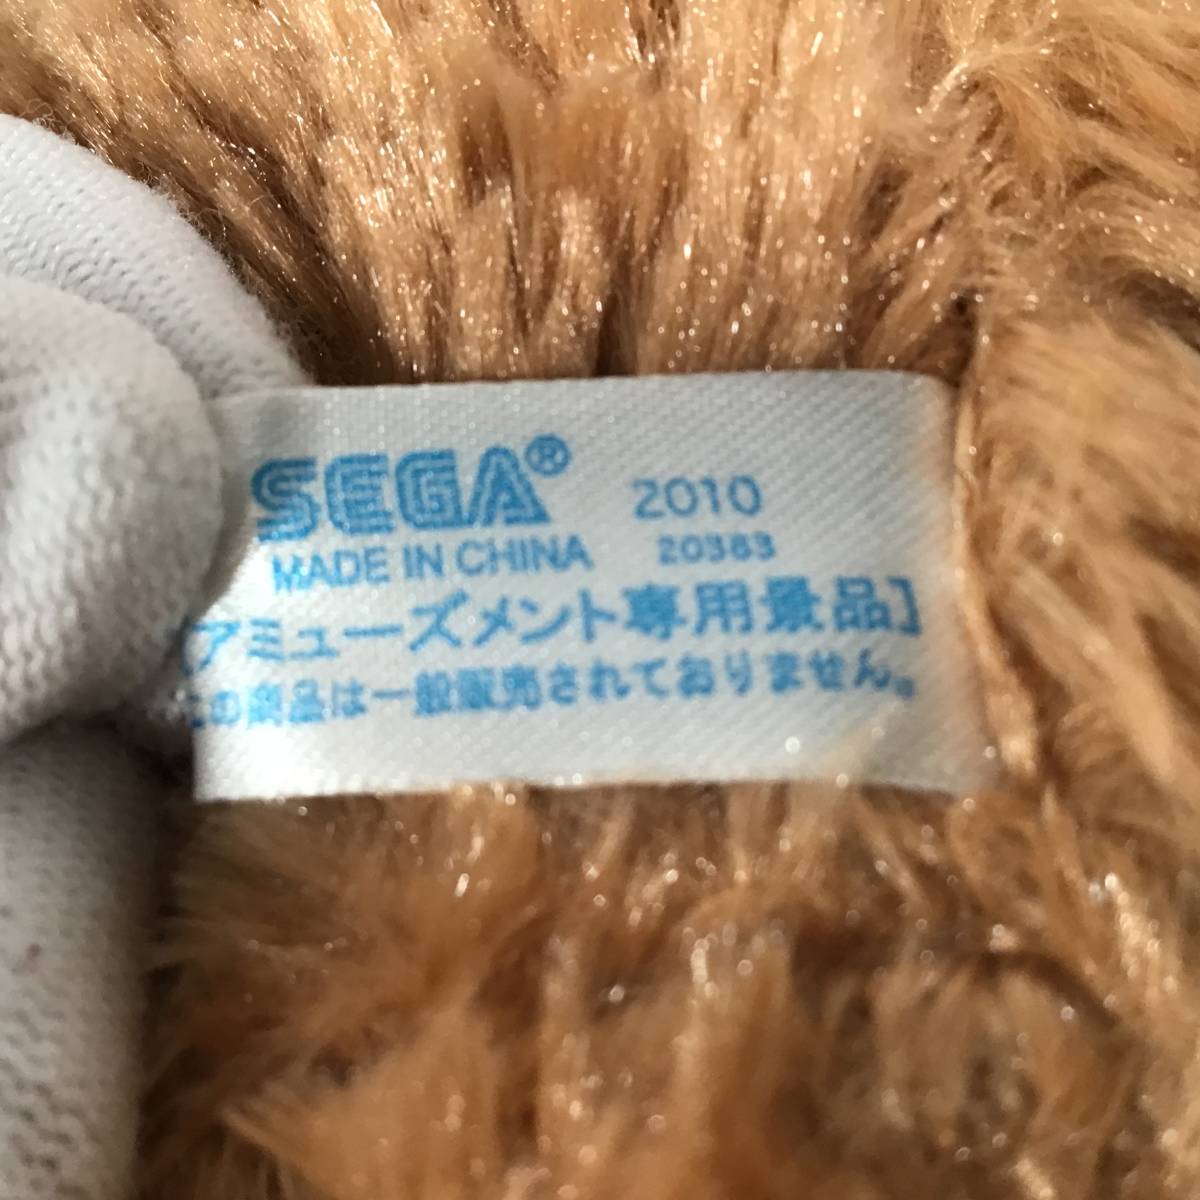 SEGA® 2010
MADE IN CHINA 20383
[アミューズメント専用景品]
この商品は一般販売されておりません。